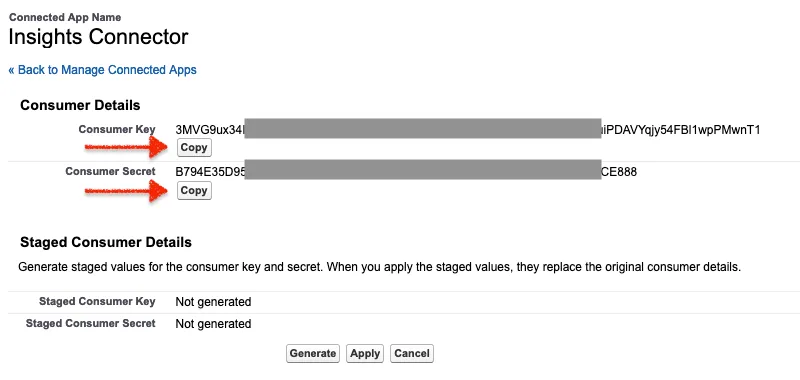 Connected App Name
Insights Connector
« Back to Manage Connected Apps
Consumer Details
Consumer Key 3MVG9ux34 iPDAVYqjy54FBI1wpPMwnT1
Copy
Consumer Secret B794E35D95 CE888
Copy
Staged Consumer Details
Generate staged values for the consumer key and secret. When you apply the staged values, they replace the original consumer details.
Staged Consumer Key Not generated
Staged Consumer Secret Not generated
Generate Apply Cancel